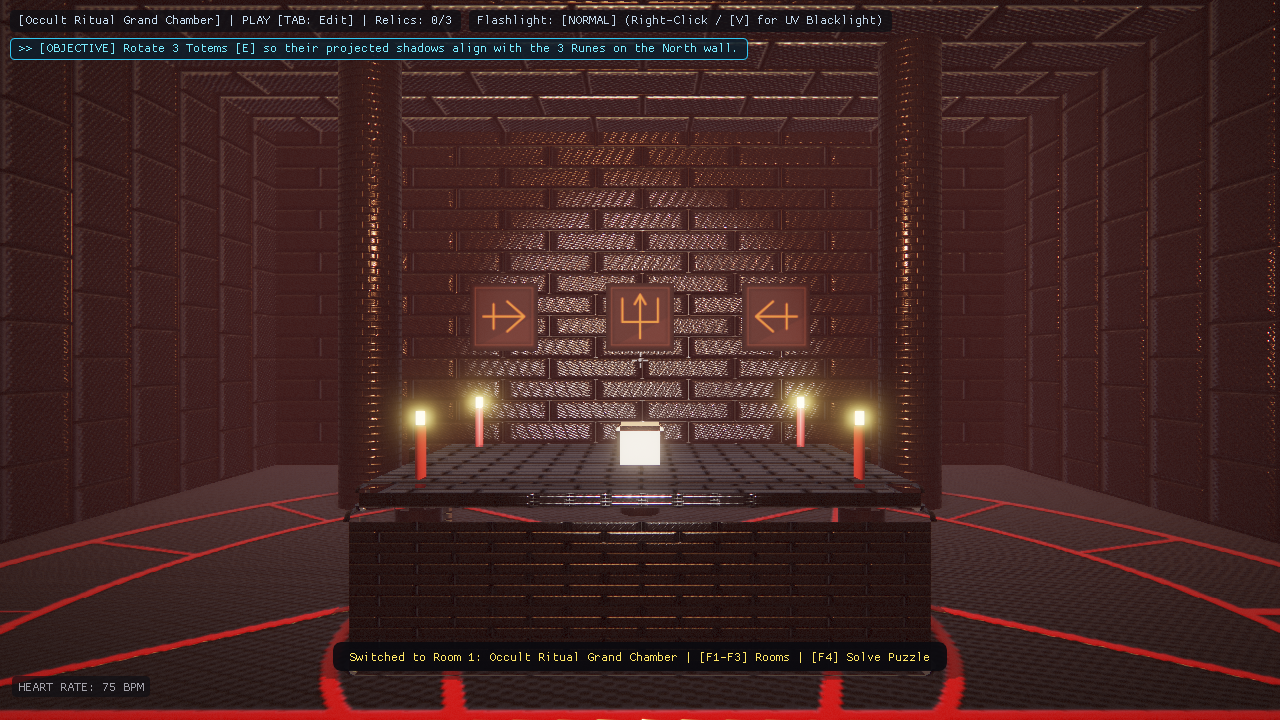 [Occult Ritual Grand Chamber] | PLAY [TAB: Edit] | Relics: 0/3
Flashlight: [NORMAL] (Right-Click / [V] for UV Blacklight)
>> [OBJECTIVE] Rotate 3 Totems [E] so their projected shadows align with the 3 Runes on the North wall.
Switched to Room 1: Occult Ritual Grand Chamber | [F1-F3] Rooms | [F4] Solve Puzzle
HEART RATE: 75 BPM